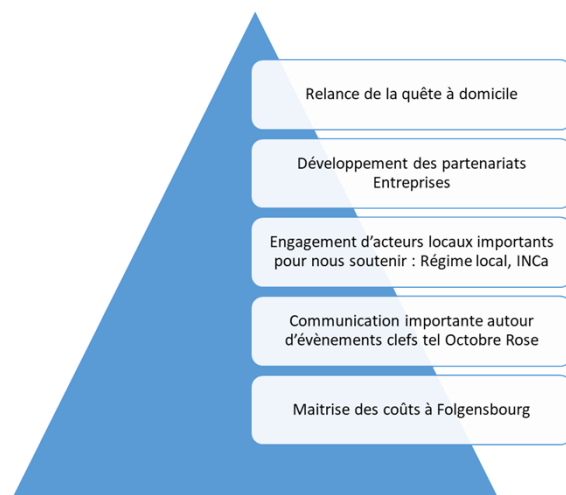 Relance de la quête à domicile
Développement des partenariats
Entreprises
Engagement d'acteurs locaux importants
pour nous soutenir : Régime local, INCa
Communication importante autour
d'évènements clefs tel Octobre Rose
Maitrise des coûts à Folgensbourg